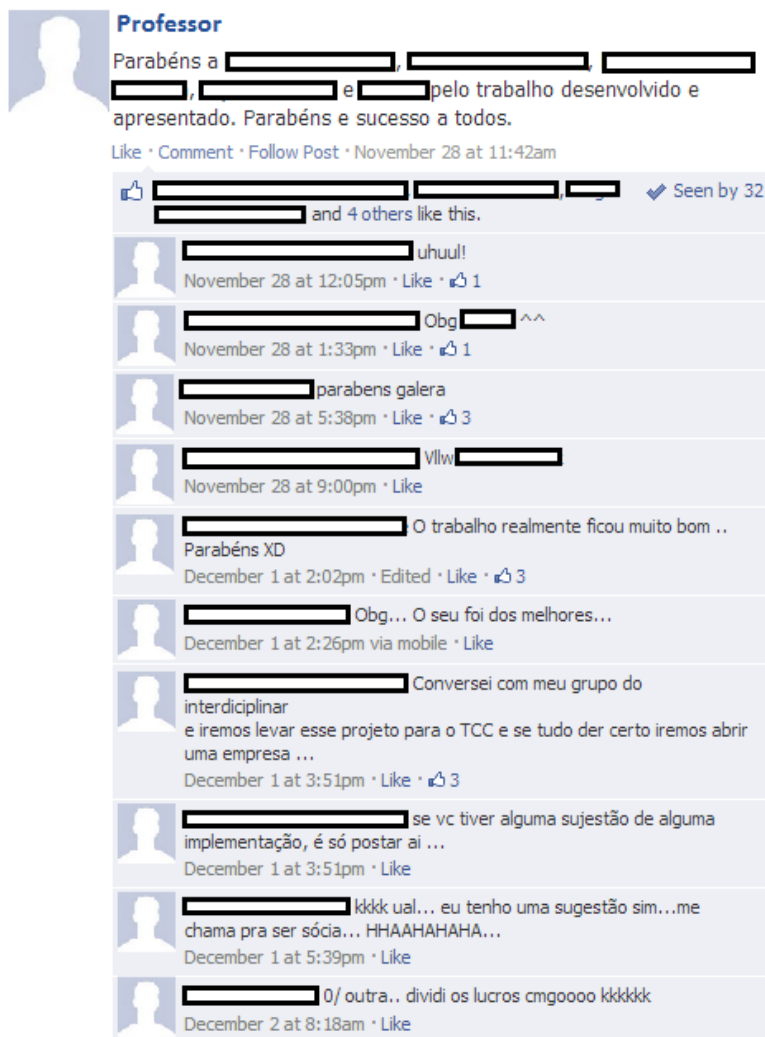 Professor
Parabéns a , ,
, e pelo trabalho desenvolvido e
apresentado. Parabéns e sucesso a todos.
Like · Comment · Follow Post · November 28 at 11:42am
, , Seen by 32
and 4 others like this.
uhuul!
November 28 at 12:05pm · Like · 1
Obg ^^
November 28 at 1:33pm · Like · 1
parabens galera
November 28 at 5:38pm · Like · 3
Vllw
November 28 at 9:00pm · Like
O trabalho realmente ficou muito bom ..
Parabéns XD
December 1 at 2:02pm · Edited · Like · 3
Obg... O seu foi dos melhores...
December 1 at 2:26pm via mobile · Like
Conversei com meu grupo do
interdiciplinar
e iremos levar esse projeto para o TCC e se tudo der certo iremos abrir
uma empresa ...
December 1 at 3:51pm · Like · 3
se vc tiver alguma sujestão de alguma
implementação, é só postar ai ...
December 1 at 3:51pm · Like
kkkk ual... eu tenho uma sugestão sim...me
chama pra ser sócia... HHAAHAHAHA...
December 1 at 5:39pm · Like
0/ outra.. dividi os lucros cmgoooo kkkkkk
December 2 at 8:18am · Like